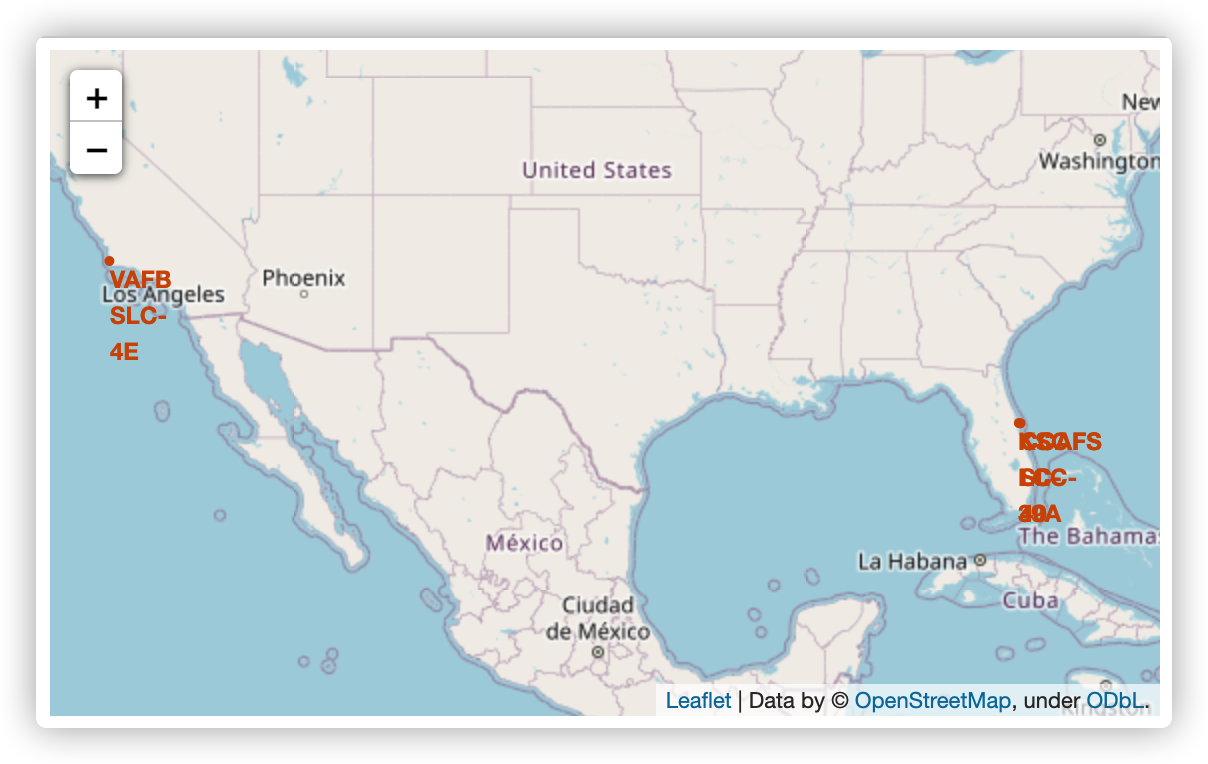 +
−
New
United States
Washington
VAFB
SLC-
4E
Los Angeles
Phoenix
México
The Bahamas
La Habana
Cuba
Ciudad
de México
Kingston
Leaflet | Data by © OpenStreetMap, under ODbL.